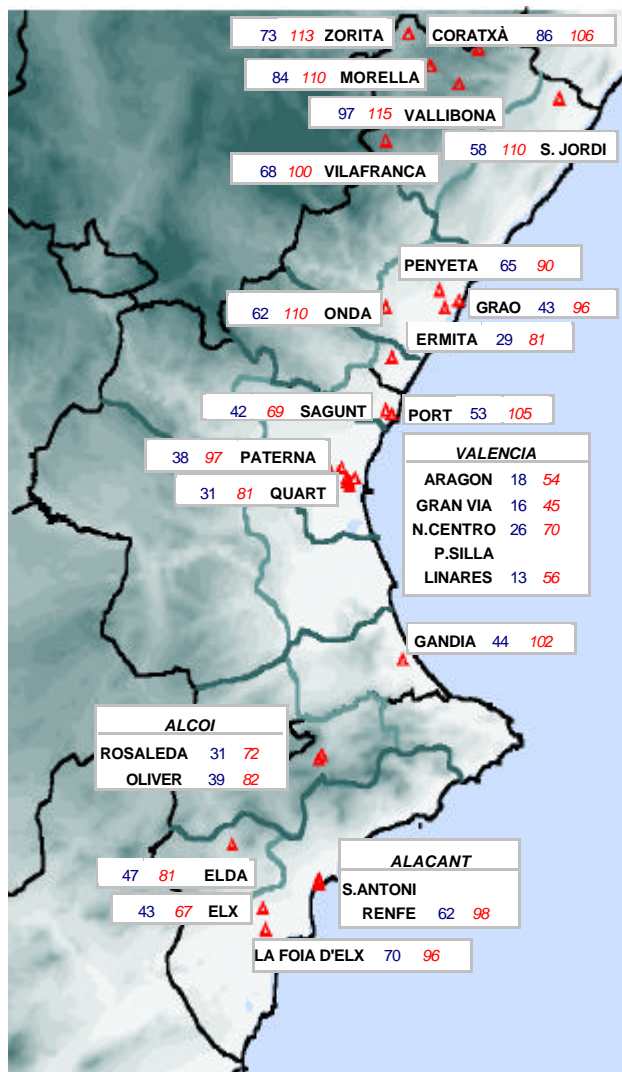 73 113 ZORITA
CORATXÀ 86 106
84 110 MORELLA
97 115 VALLIBONA
58 110 S. JORDI
68 100 VILAFRANCA
PENYETA 65 90
62 110 ONDA
GRAO 43 96
ERMITA 29 81
42 69 SAGUNT
PORT 53 105
38 97 PATERNA
31 81 QUART
VALENCIA
ARAGON 18 54
GRAN VIA 16 45
N.CENTRO 26 70
P.SILLA
LINARES 13 56
GANDIA 44 102
ALCOI
ROSALEDA 31 72
OLIVER 39 82
47 81 ELDA
43 67 ELX
ALACANT
S.ANTONI
RENFE 62 98
LA FOIA D'ELX 70 96